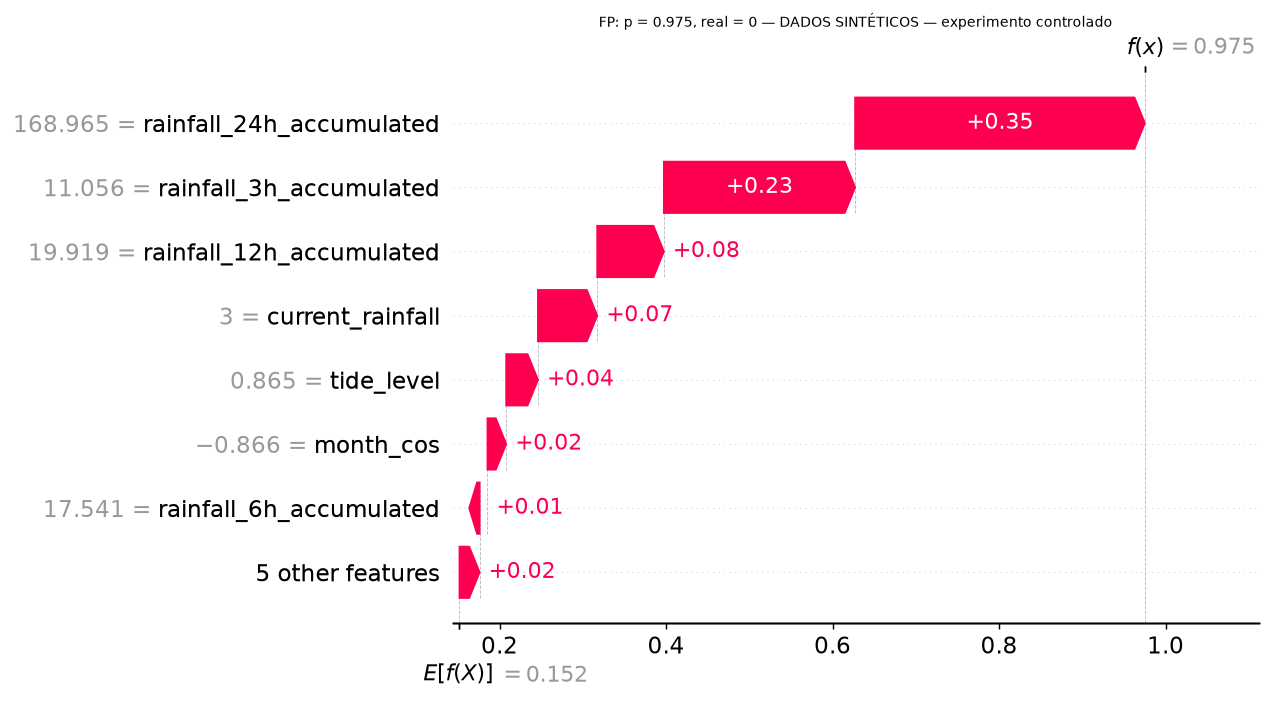 FP: p = 0.975, real = 0 — DADOS SINTÉTICOS — experimento controlado
f(x) = 0.975
168.965 = rainfall_24h_accumulated
+0.35
11.056 = rainfall_3h_accumulated
+0.23
19.919 = rainfall_12h_accumulated
+0.08
3 = current_rainfall
+0.07
0.865 = tide_level
+0.04
−0.866 = month_cos
+0.02
17.541 = rainfall_6h_accumulated
+0.01
5 other features
+0.02
0.2 0.4 0.6 0.8 1.0
E[f(X)] = 0.152